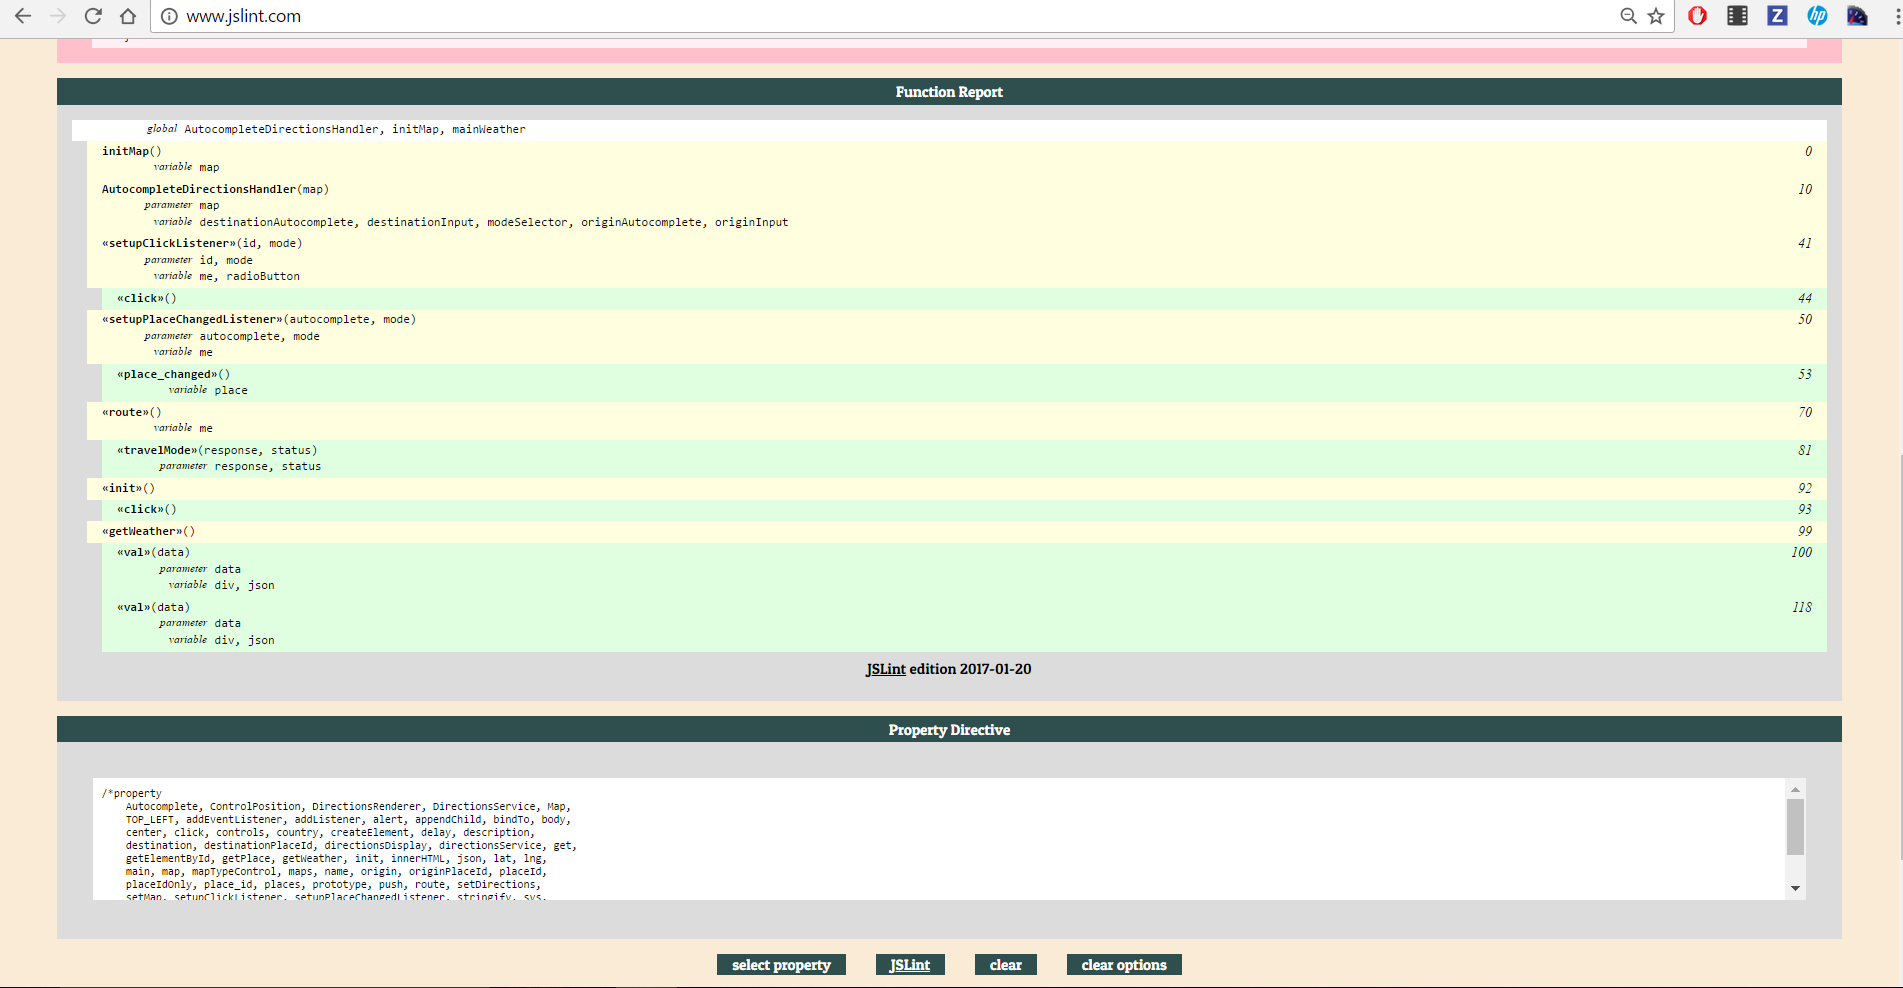 www.jslint.com
Function Report
global AutocompleteDirectionsHandler, initMap, mainWeather
initMap() 0
variable map
AutocompleteDirectionsHandler(map) 10
parameter map
variable destinationAutocomplete, destinationInput, modeSelector, originAutocomplete, originInput
«setupClickListener»(id, mode) 41
parameter id, mode
variable me, radioButton
«click»() 44
«setupPlaceChangedListener»(autocomplete, mode) 50
parameter autocomplete, mode
variable me
«place_changed»() 53
variable place
«route»() 70
variable me
«travelMode»(response, status) 81
parameter response, status
«init»() 92
«click»() 93
«getWeather»() 99
«val»(data) 100
parameter data
variable div, json
«val»(data) 118
parameter data
variable div, json
JSLint edition 2017-01-20
Property Directive
/*property
Autocomplete, ControlPosition, DirectionsRenderer, DirectionsService, Map,
TOP_LEFT, addEventListener, addListener, alert, appendChild, bindTo, body,
center, click, controls, country, createElement, delay, description,
destination, destinationPlaceId, directionsDisplay, directionsService, get,
getElementById, getPlace, getWeather, init, innerHTML, json, lat, lng,
main, map, mapTypeControl, maps, name, origin, originPlaceId, placeId,
placeIdOnly, place_id, places, prototype, push, route, setDirections,
setMap, setupClickListener, setupPlaceChangedListener, stringify, sys,
select property JSLint clear clear options